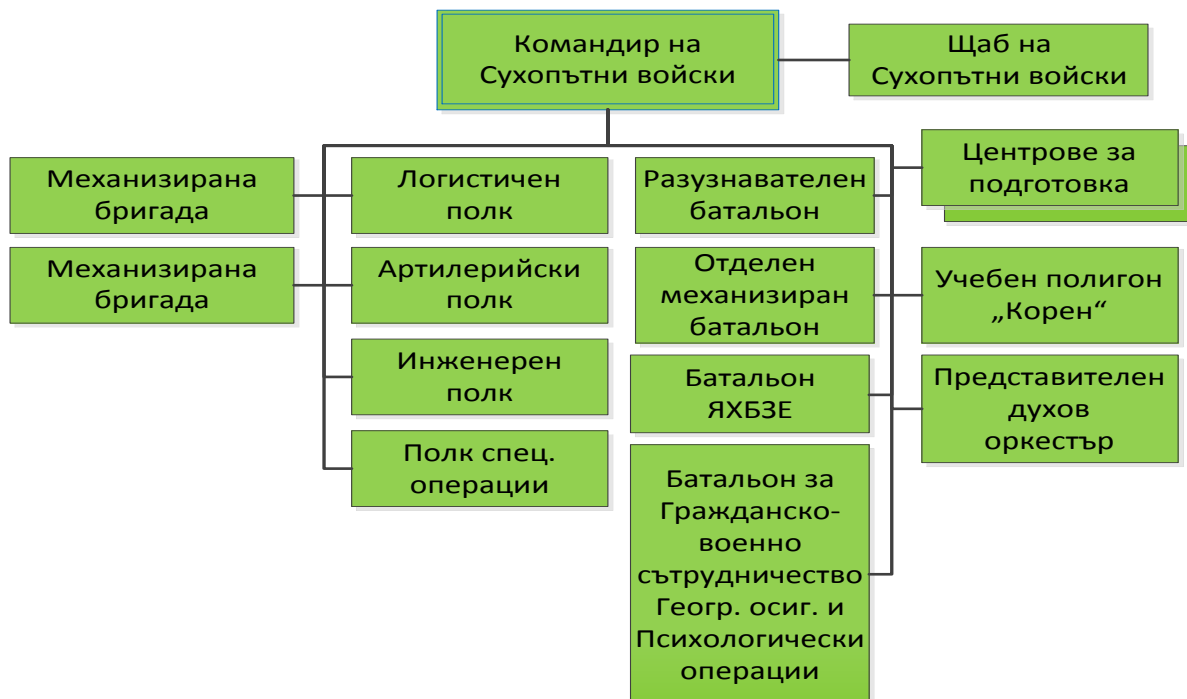 Командир на
Сухопътни войски
Щаб на
Сухопътни войски
Механизирана
бригада
Механизирана
бригада
Логистичен
полк
Артилерийски
полк
Инженерен
полк
Полк спец.
операции
Разузнавателен
батальон
Отделен
механизиран
батальон
Батальон
ЯХБЗЕ
Батальон за
Гражданско-
военно
сътрудничество
Геогр. осиг. и
Психологически
операции
Центрове за
подготовка
Учебен полигон
„Корен“
Представителен
духов
оркестър